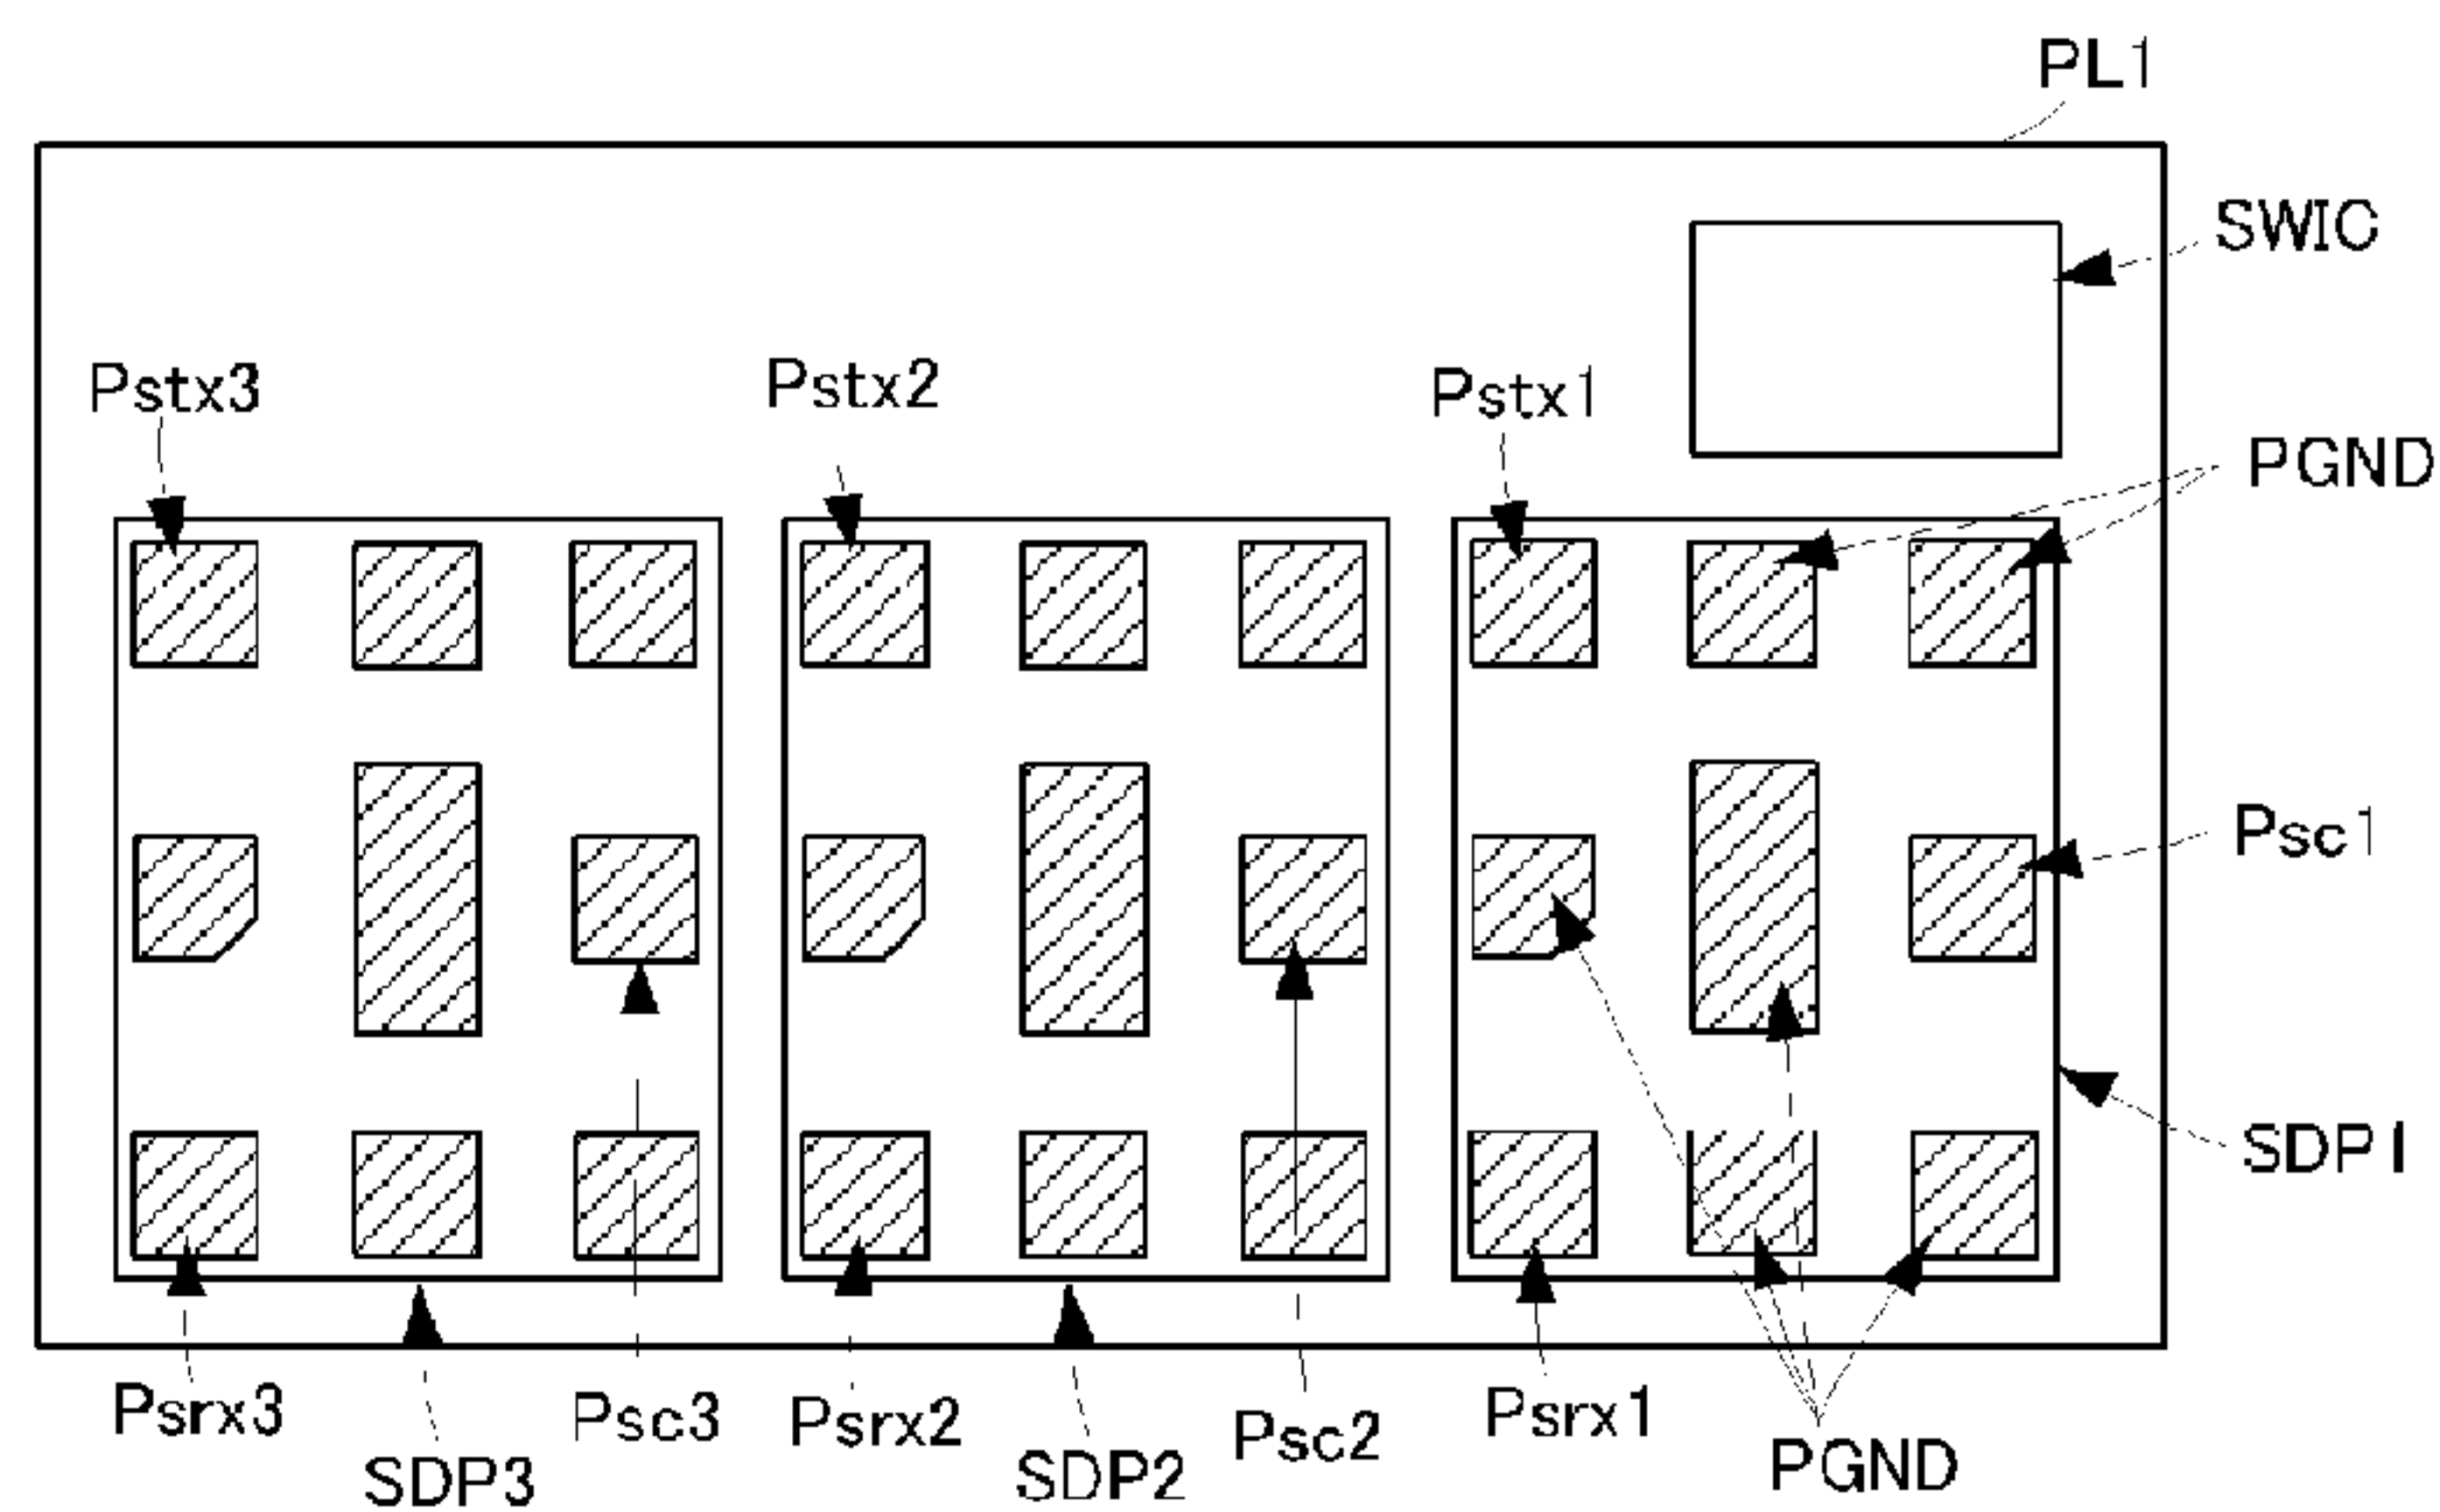 PL1
SWIC
Pstx3
Pstx2
Pstx1
PGND
Psc1
SDP1
Psrx3
Psc3
Psrx2
Psc2
Psrx1
PGND
SDP3
SDP2